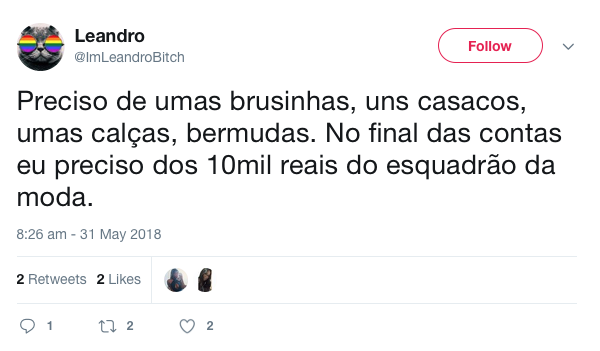 Leandro
@ImLeandroBitch
Follow
Preciso de umas brusinhas, uns casacos,
umas calças, bermudas. No final das contas
eu preciso dos 10mil reais do esquadrão da
moda.
8:26 am - 31 May 2018
2 Retweets 2 Likes
1 2 2